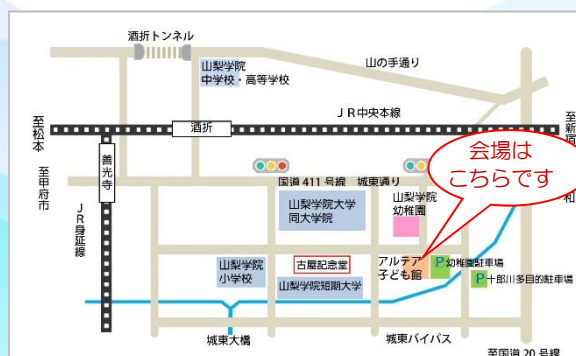 酒折トンネル
山の手通り
山梨学院
中学校・高等学校
JR中央本線
至松本
酒折
至新宿
会場は
こちらです
至甲府市
善光寺
国道411号線 城東通り
和
山梨学院大学
同大学院
山梨学院
幼稚園
JR身延線
山梨学院
小学校
古屋記念堂
アルテア
子ども館
P 幼稚園駐車場
山梨学院短期大学
P 十郎川多目的駐車場
城東大橋
城東バイパス
至国道20号線